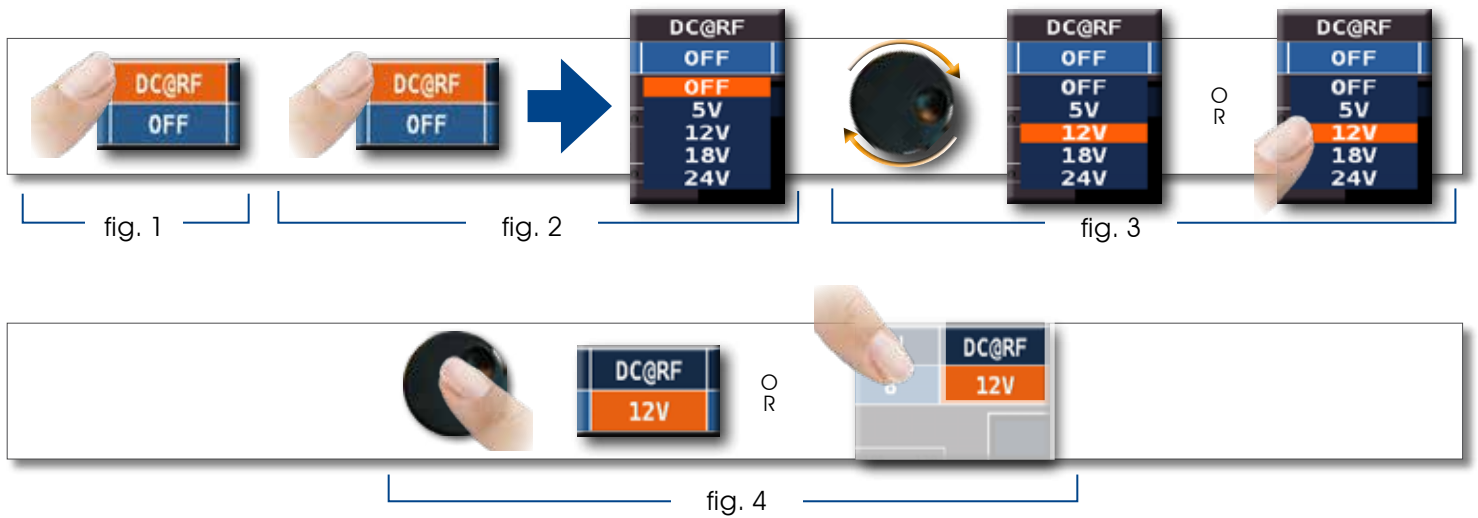 DC@RF
OFF
fig. 1
DC@RF
OFF
DC@RF
OFF
OFF
5V
12V
18V
24V
fig. 2
DC@RF
OFF
OFF
5V
12V
18V
24V
O
R
DC@RF
OFF
OFF
5V
12V
18V
24V
fig. 3
DC@RF
12V
O
R
DC@RF
12V
fig. 4